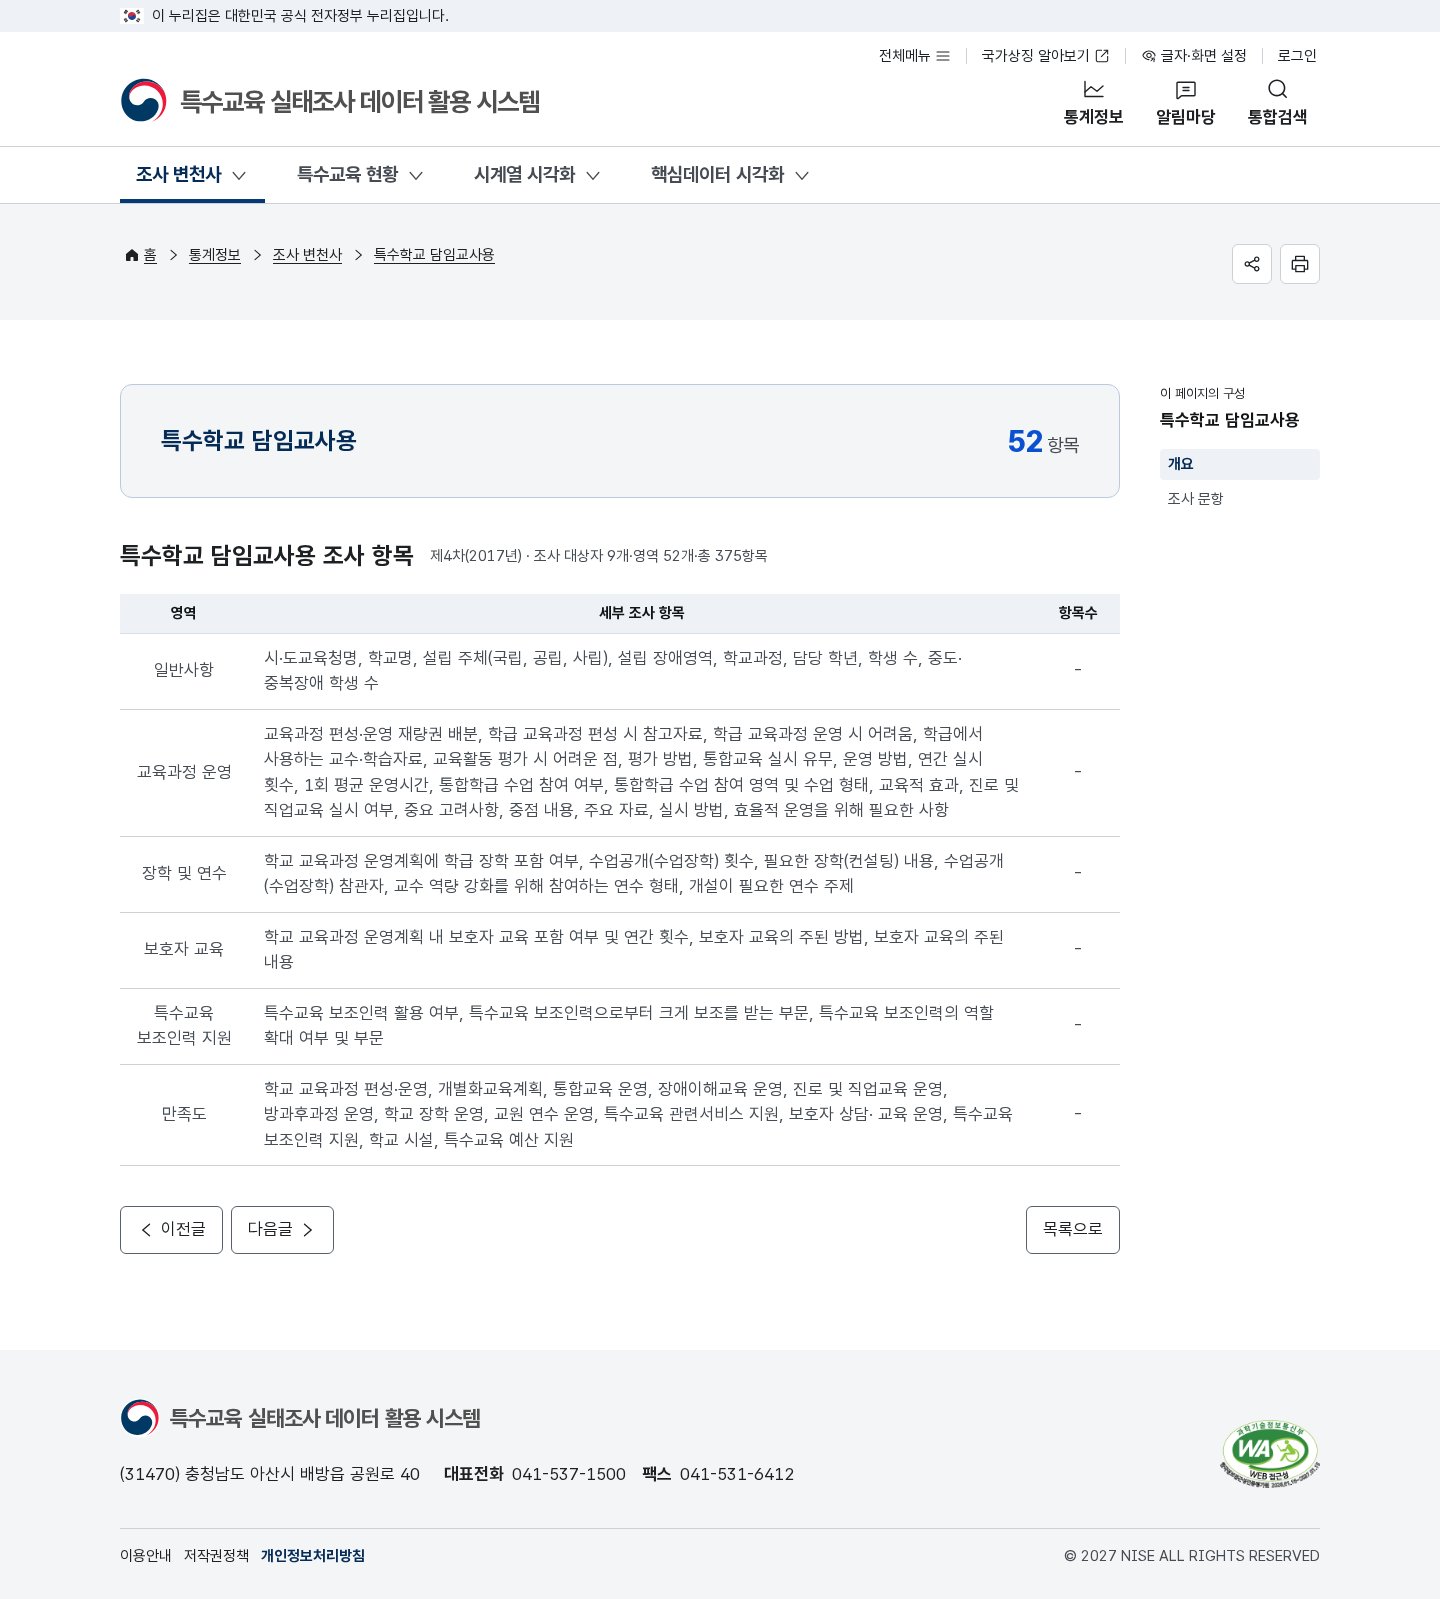 이 누리집은 대한민국 공식 전자정부 누리집입니다.
전체메뉴
국가상징 알아보기
글자·화면 설정
로그인
특수교육 실태조사 데이터 활용 시스템
통계정보
알림마당
통합검색
조사 변천사
특수교육 현황
시계열 시각화
핵심데이터 시각화
홈
통계정보
조사 변천사
특수학교 담임교사용
특수학교 담임교사용
52 항목
이 페이지의 구성
특수학교 담임교사용
개요
조사 문항
특수학교 담임교사용 조사 항목 제4차(2017년) · 조사 대상자 9개·영역 52개·총 375항목
영역 세부 조사 항목 항목수
일반사항
시·도교육청명, 학교명, 설립 주체(국립, 공립, 사립), 설립 장애영역, 학교과정, 담당 학년, 학생 수, 중도·
중복장애 학생 수
-
교육과정 운영
교육과정 편성·운영 재량권 배분, 학급 교육과정 편성 시 참고자료, 학급 교육과정 운영 시 어려움, 학급에서
사용하는 교수·학습자료, 교육활동 평가 시 어려운 점, 평가 방법, 통합교육 실시 유무, 운영 방법, 연간 실시
횟수, 1회 평균 운영시간, 통합학급 수업 참여 여부, 통합학급 수업 참여 영역 및 수업 형태, 교육적 효과, 진로 및
직업교육 실시 여부, 중요 고려사항, 중점 내용, 주요 자료, 실시 방법, 효율적 운영을 위해 필요한 사항
-
장학 및 연수
학교 교육과정 운영계획에 학급 장학 포함 여부, 수업공개(수업장학) 횟수, 필요한 장학(컨설팅) 내용, 수업공개
(수업장학) 참관자, 교수 역량 강화를 위해 참여하는 연수 형태, 개설이 필요한 연수 주제
-
보호자 교육
학교 교육과정 운영계획 내 보호자 교육 포함 여부 및 연간 횟수, 보호자 교육의 주된 방법, 보호자 교육의 주된
내용
-
특수교육
보조인력 지원
특수교육 보조인력 활용 여부, 특수교육 보조인력으로부터 크게 보조를 받는 부문, 특수교육 보조인력의 역할
확대 여부 및 부문
-
만족도
학교 교육과정 편성·운영, 개별화교육계획, 통합교육 운영, 장애이해교육 운영, 진로 및 직업교육 운영,
방과후과정 운영, 학교 장학 운영, 교원 연수 운영, 특수교육 관련서비스 지원, 보호자 상담· 교육 운영, 특수교육
보조인력 지원, 학교 시설, 특수교육 예산 지원
-
이전글
다음글
목록으로
특수교육 실태조사 데이터 활용 시스템
(31470) 충청남도 아산시 배방읍 공원로 40 대표전화 041-537-1500 팩스 041-531-6412
과학기술정보통신부
WA
WEB 접근성
이용안내 저작권정책 개인정보처리방침
© 2027 NISE ALL RIGHTS RESERVED